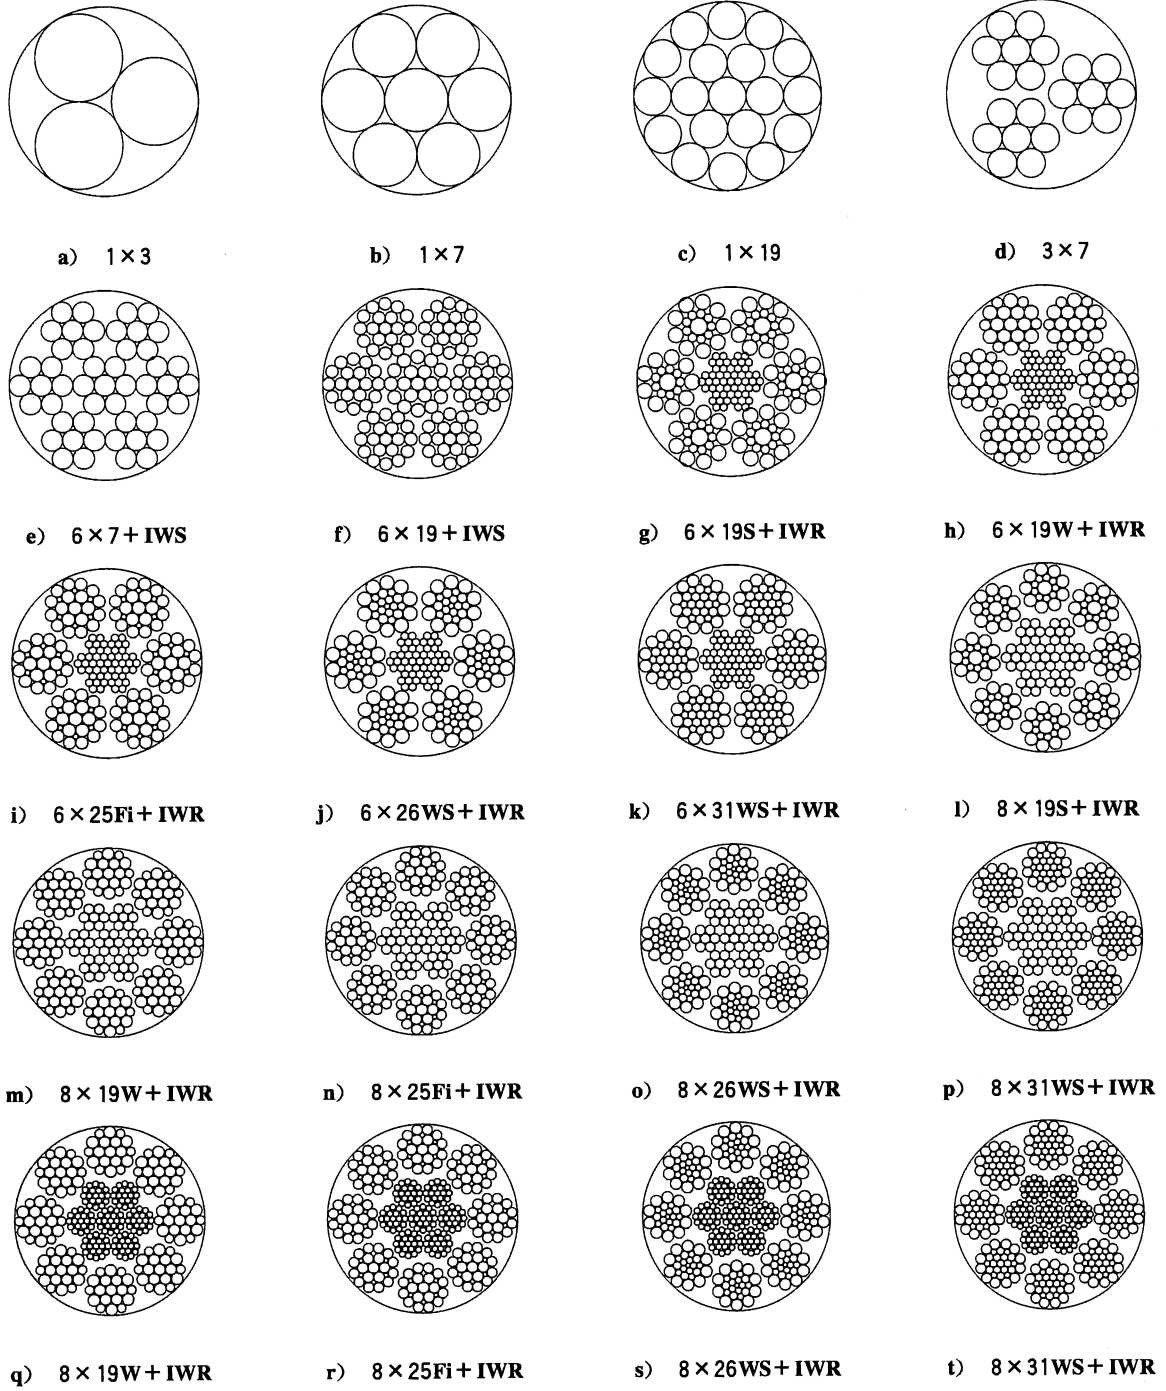 a) 1×3
b) 1×7
c) 1×19
d) 3×7
e) 6×7+IWS
f) 6×19+IWS
g) 6×19S+IWR
h) 6×19W+IWR
i) 6×25Fi+IWR
j) 6×26WS+IWR
k) 6×31WS+IWR
l) 8×19S+IWR
m) 8×19W+IWR
n) 8×25Fi+IWR
o) 8×26WS+IWR
p) 8×31WS+IWR
q) 8×19W+IWR
r) 8×25Fi+IWR
s) 8×26WS+IWR
t) 8×31WS+IWR